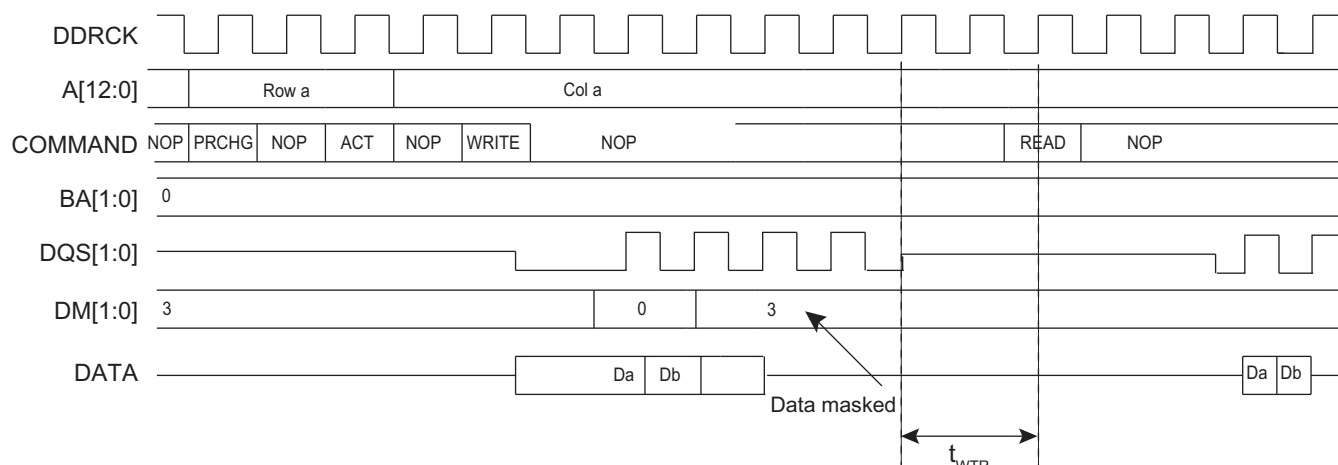 DDRCK
A[12:0] Row a Col a
COMMAND NOP PRCHG NOP ACT NOP WRITE NOP READ NOP
BA[1:0] 0
DQS[1:0]
DM[1:0] 3 0 3
DATA Da Db Da Db
Data masked
tWTR